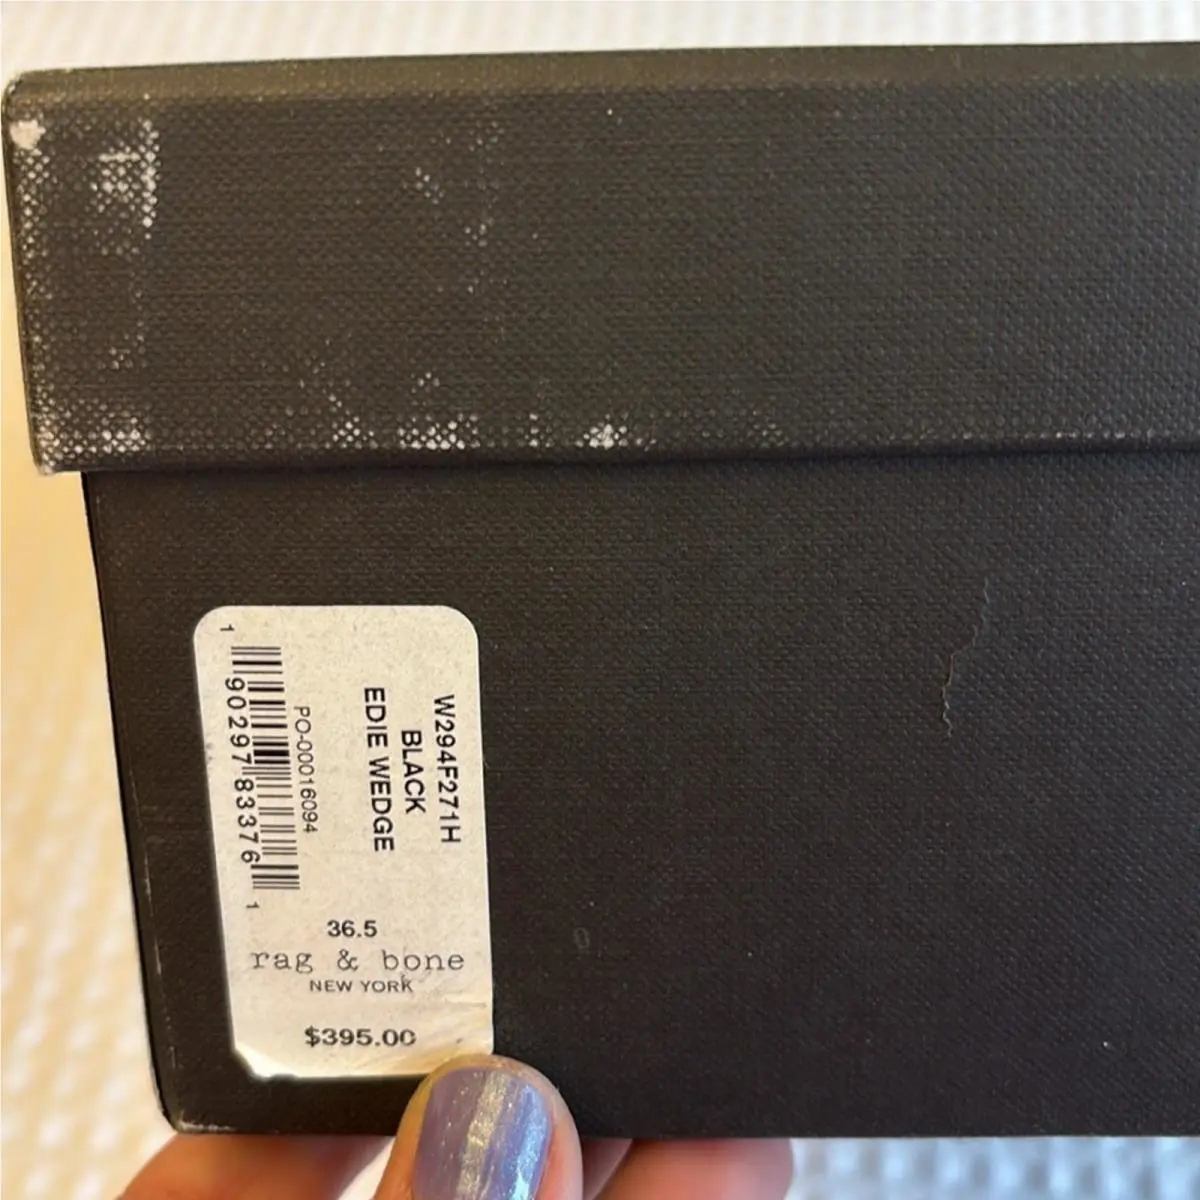 W294F271H
BLACK
EDIE WEDGE
PO-00016094
1 90297 83376 1
36.5
rag & bone
NEW YORK
$395.00